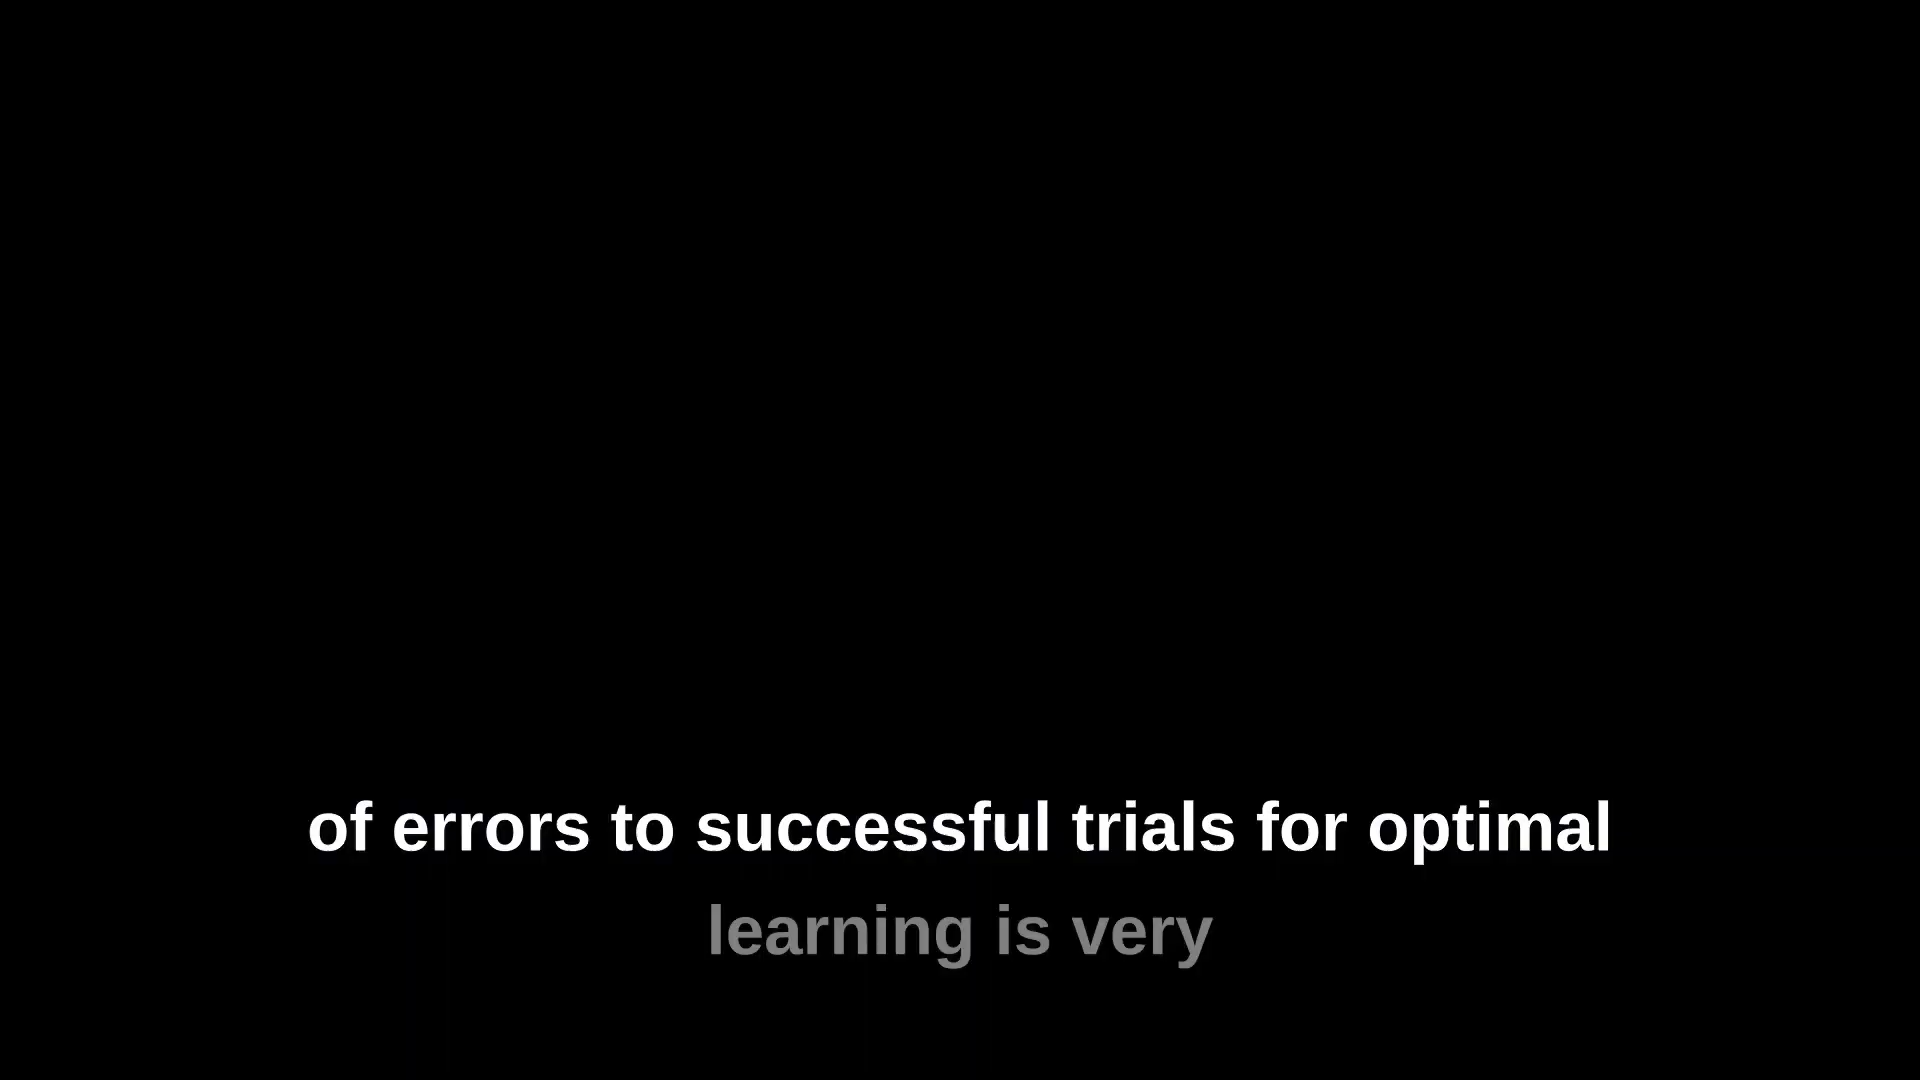 of errors to successful trials for optimal
learning is very